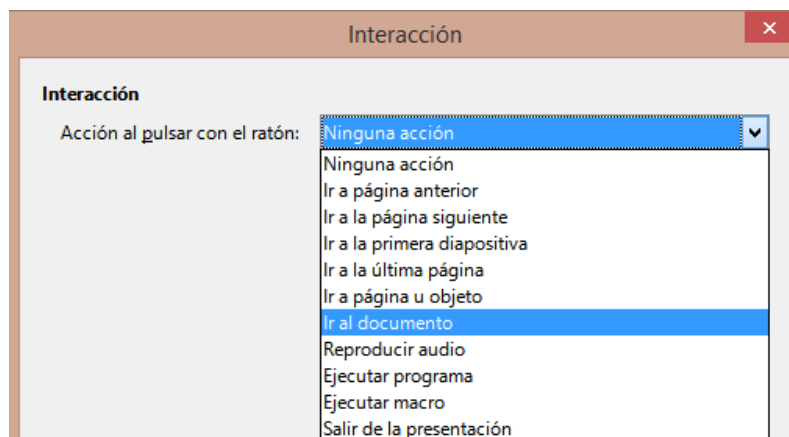 Interacción
Interacción
Acción al pulsar con el ratón: Ninguna acción
Ninguna acción
Ir a página anterior
Ir a la página siguiente
Ir a la primera diapositiva
Ir a la última página
Ir a página u objeto
Ir al documento
Reproducir audio
Ejecutar programa
Ejecutar macro
Salir de la presentación